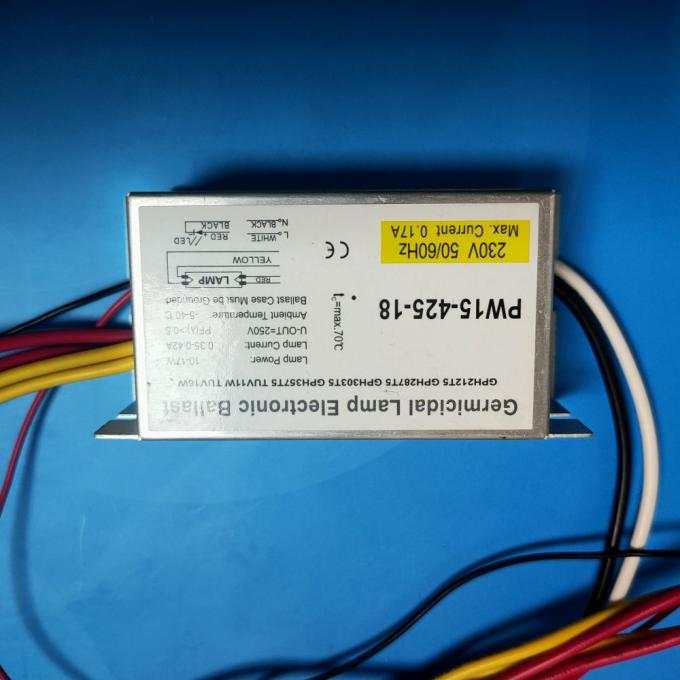 Germicidal Lamp Electronic Ballast
GPH212T5 GPH287T5 GPH303T5 GPH357T5 TUV11W TUV16W
PW15-425-18
tc=max.70℃
230V 50/60Hz
Max. Current 0.17A
CE
Lamp Power: 10-17W
Lamp Current: 0.35-0.42A
U-OUT=250V PF(λ)>0.5
Ambient Temperature: -5-40℃
Ballast Case Must be Grounded
RED
LAMP
YELLOW
L WHITE
N BLACK
RED +
BLACK
LED